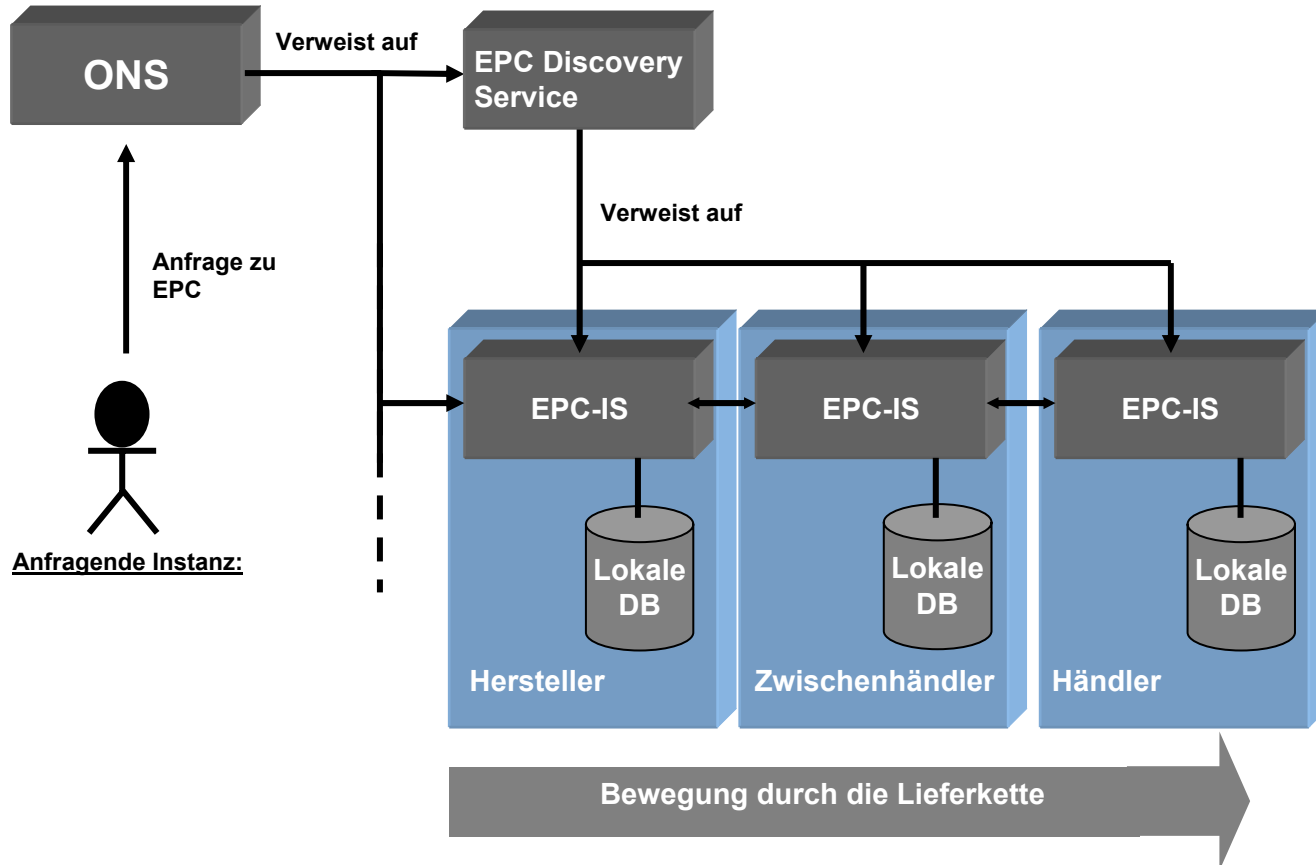 ONS
Verweist auf
EPC Discovery
Service
Verweist auf
Anfrage zu
EPC
Anfragende Instanz:
EPC-IS
EPC-IS
EPC-IS
Lokale
DB
Lokale
DB
Lokale
DB
Hersteller
Zwischenhändler
Händler
Bewegung durch die Lieferkette